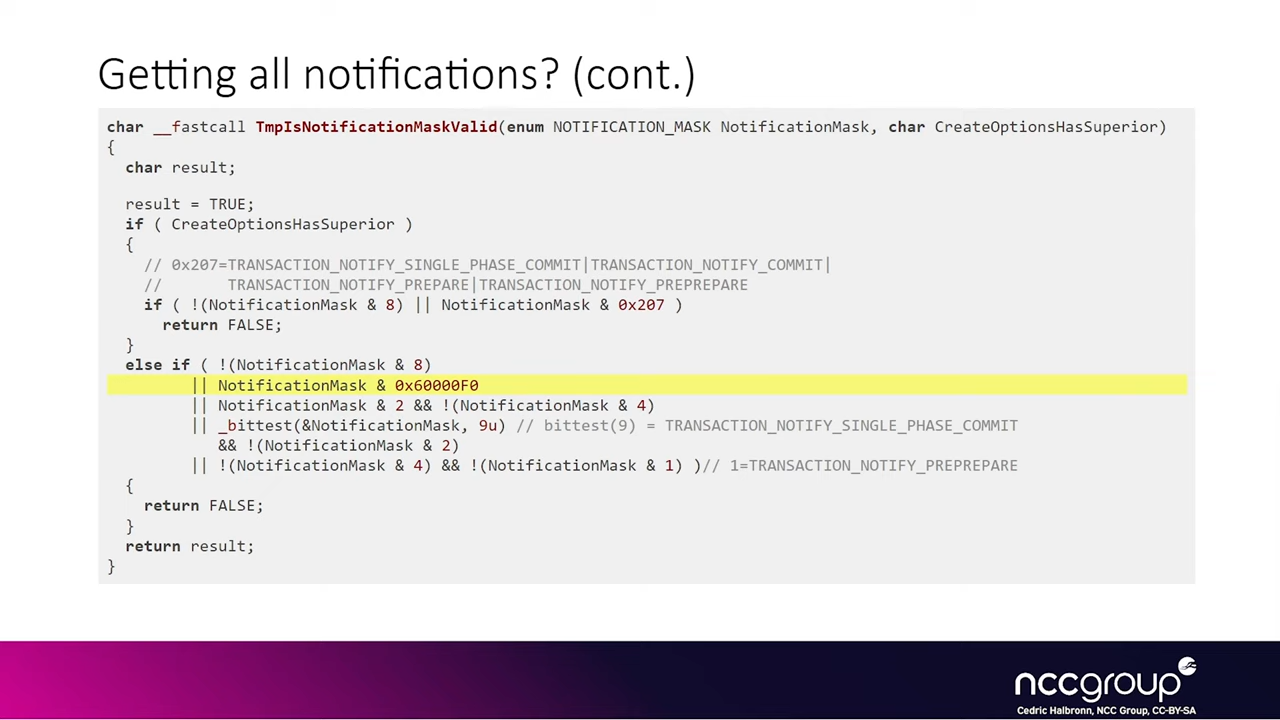 Getting all notifications? (cont.)
char __fastcall TmpIsNotificationMaskValid(enum NOTIFICATION_MASK NotificationMask, char CreateOptionsHasSuperior)
{
  char result;
  result = TRUE;
  if ( CreateOptionsHasSuperior )
  {
    // 0x207=TRANSACTION_NOTIFY_SINGLE_PHASE_COMMIT|TRANSACTION_NOTIFY_COMMIT|
    //       TRANSACTION_NOTIFY_PREPARE|TRANSACTION_NOTIFY_PREPREPARE
    if ( !(NotificationMask & 8) || NotificationMask & 0x207 )
      return FALSE;
  }
  else if ( !(NotificationMask & 8)
         || NotificationMask & 0x60000F0
         || NotificationMask & 2 && !(NotificationMask & 4)
         || _bittest(&NotificationMask, 9u) // bittest(9) = TRANSACTION_NOTIFY_SINGLE_PHASE_COMMIT
            && !(NotificationMask & 2)
         || !(NotificationMask & 4) && !(NotificationMask & 1) )// 1=TRANSACTION_NOTIFY_PREPREPARE
  {
    return FALSE;
  }
  return result;
}
nccgroup
Cedric Halbronn, NCC Group, CC-BY-SA